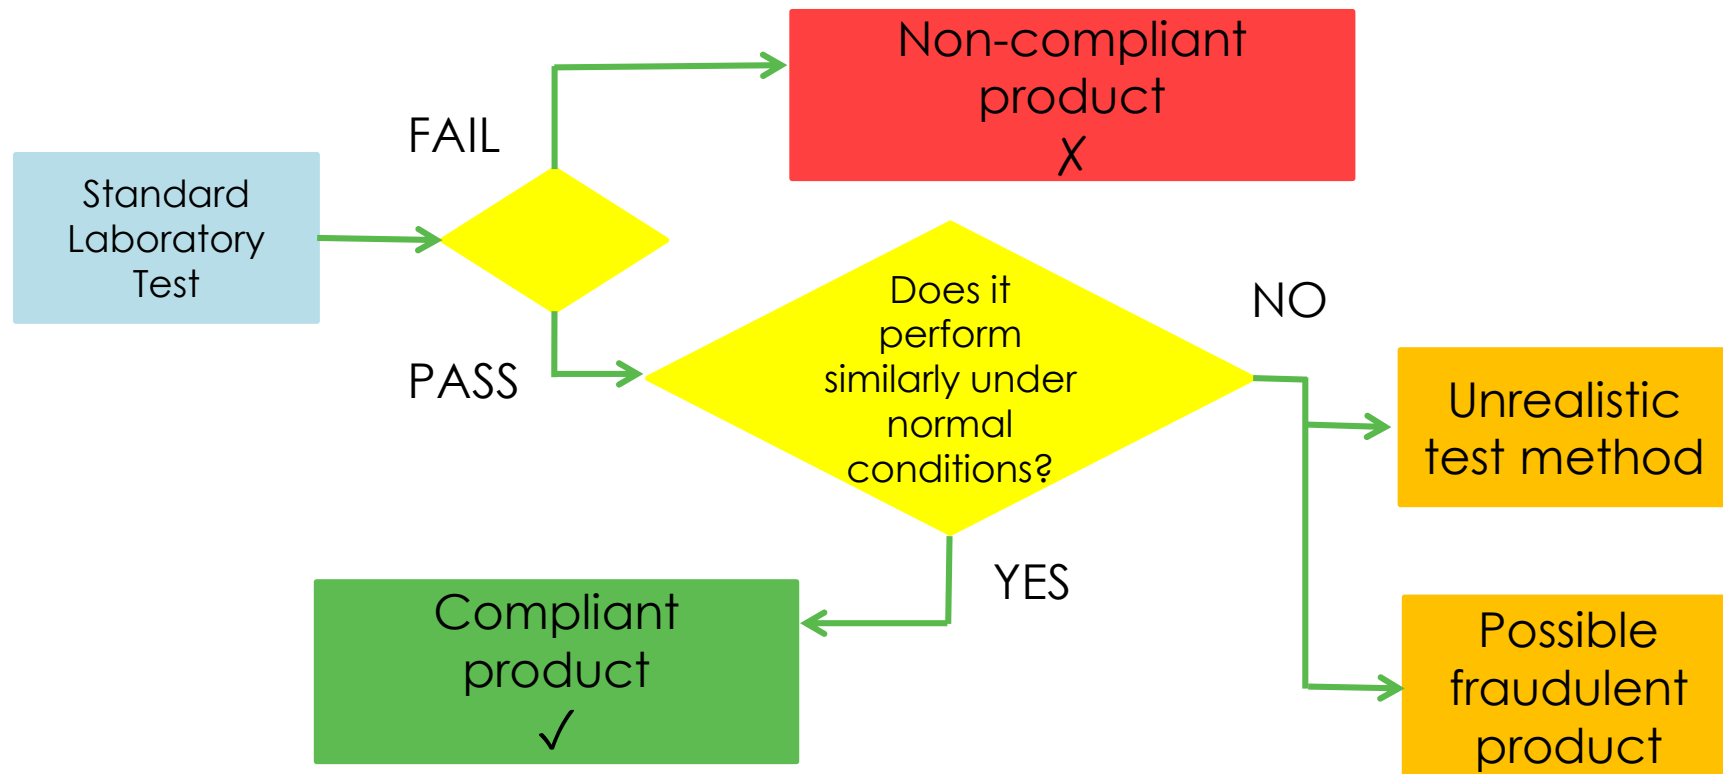 Non-compliant
product
✗
FAIL
Standard
Laboratory
Test
Does it
perform
similarly under
normal
conditions?
NO
PASS
Unrealistic
test method
YES
Compliant
product
✓
Possible
fraudulent
product